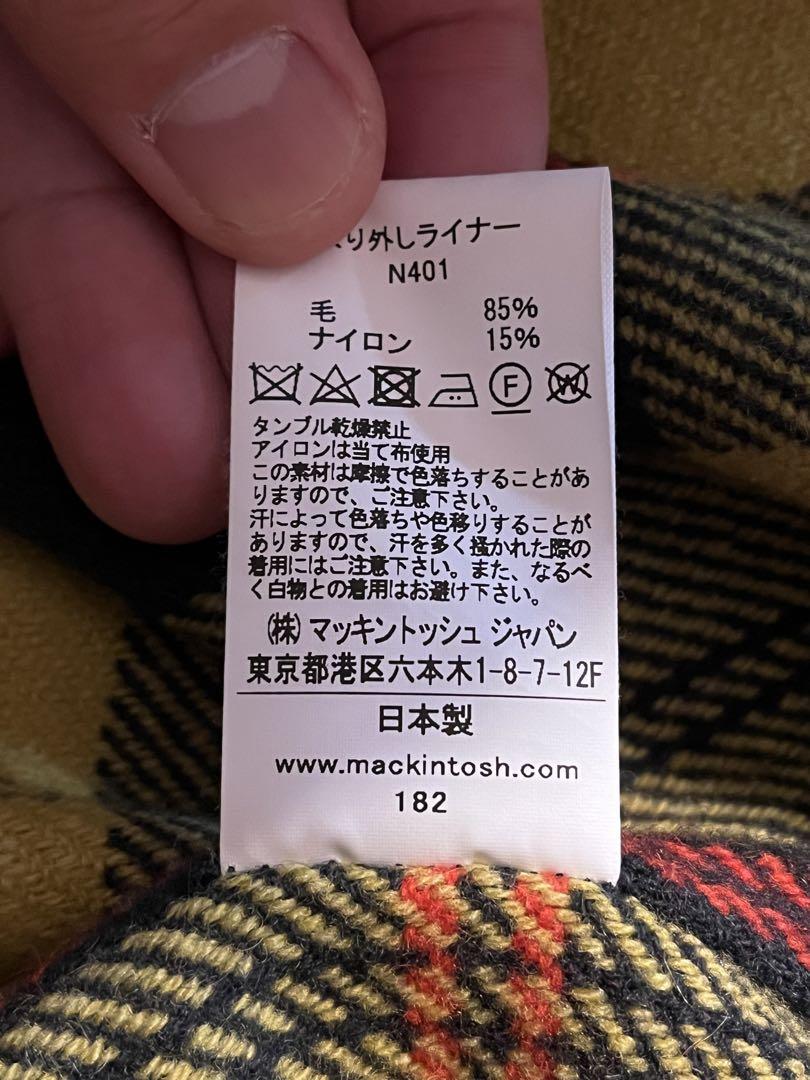 り外しライナー
N401
毛 85%
ナイロン 15%
F W
タンブル乾燥禁止
アイロンは当て布使用
この素材は摩擦で色落ちすることがあ
りますので、ご注意下さい。
汗によって色落ちや色移りすることが
ありますので、汗を多く掻かれた際の
着用にはご注意下さい。また、なるべ
く白物との着用はお避け下さい。
㈱マッキントッシュ ジャパン
東京都港区六本木1-8-7-12F
日本製
www.mackintosh.com
182